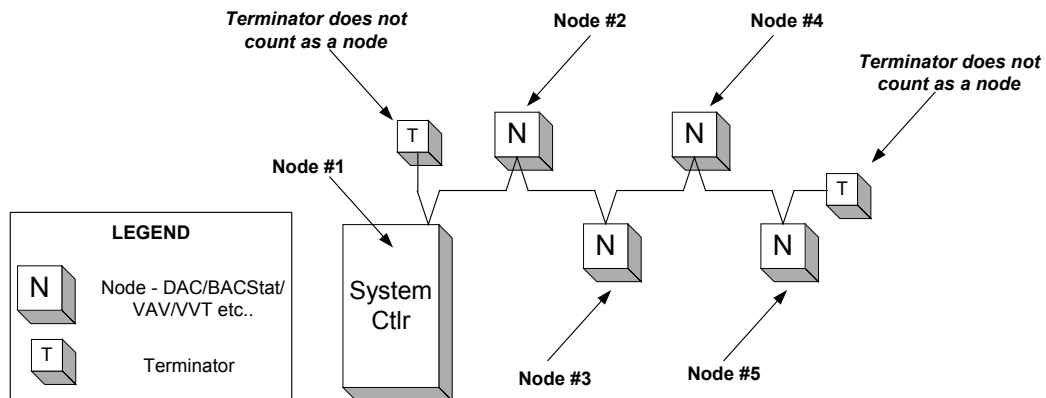 Terminator does not
count as a node
Node #2
Node #4
Terminator does not
count as a node
T
N
N
Node #1
T
N
N
System
Ctlr
Node #3
Node #5
LEGEND
N
Node - DAC/BACStat/
VAV/VVT etc..
T
Terminator